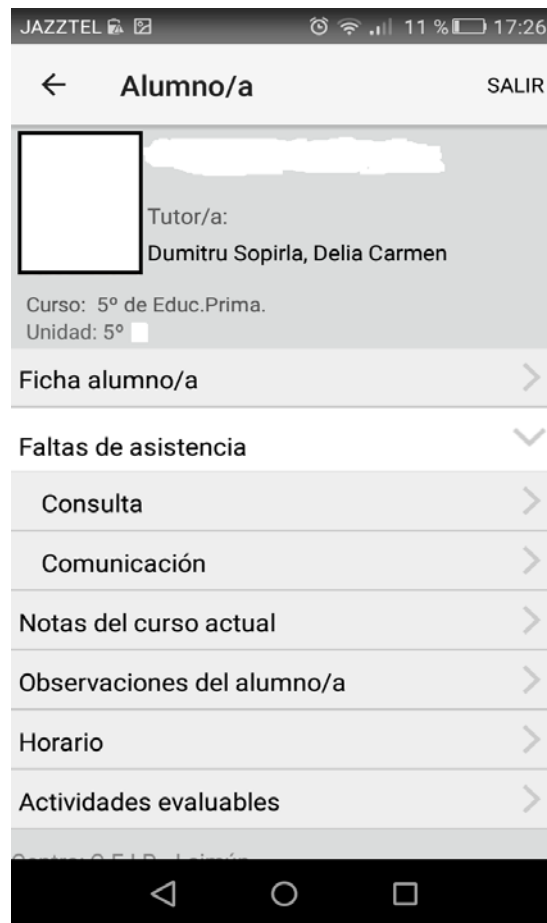 JAZZTEL 11 % 17:26
Alumno/a SALIR
Tutor/a:
Dumitru Sopirla, Delia Carmen
Curso: 5º de Educ.Prima.
Unidad: 5º
Ficha alumno/a
Faltas de asistencia
Consulta
Comunicación
Notas del curso actual
Observaciones del alumno/a
Horario
Actividades evaluables